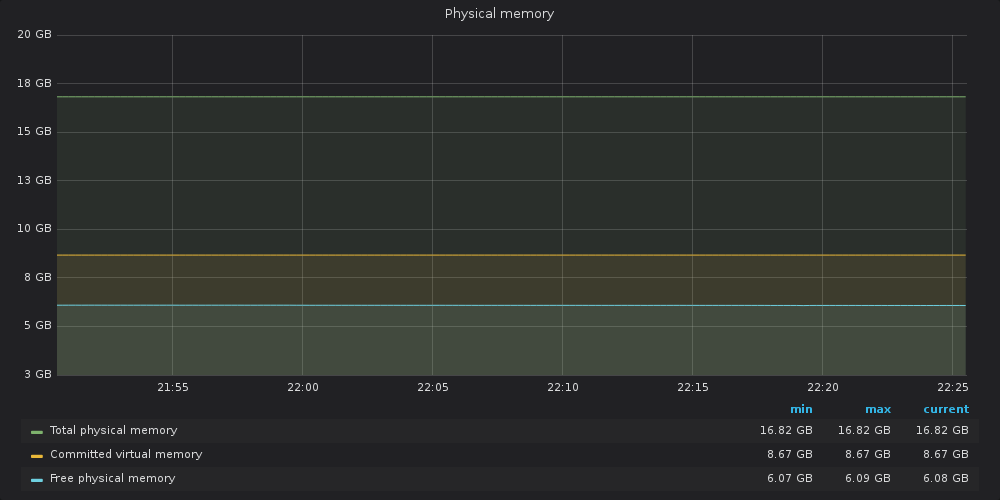 Physical memory
20 GB
18 GB
15 GB
13 GB
10 GB
8 GB
5 GB
3 GB
21:55 22:00 22:05 22:10 22:15 22:20 22:25
min max current
Total physical memory 16.82 GB 16.82 GB 16.82 GB
Committed virtual memory 8.67 GB 8.67 GB 8.67 GB
Free physical memory 6.07 GB 6.09 GB 6.08 GB